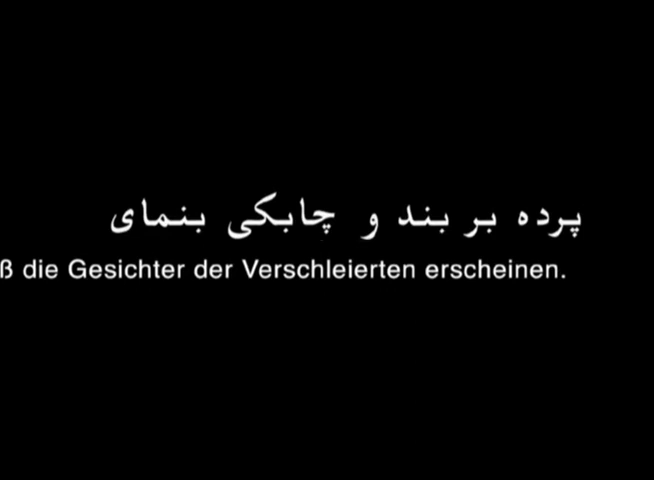 پرده بر بند و چابکی بنمای
ß die Gesichter der Verschleierten erscheinen.